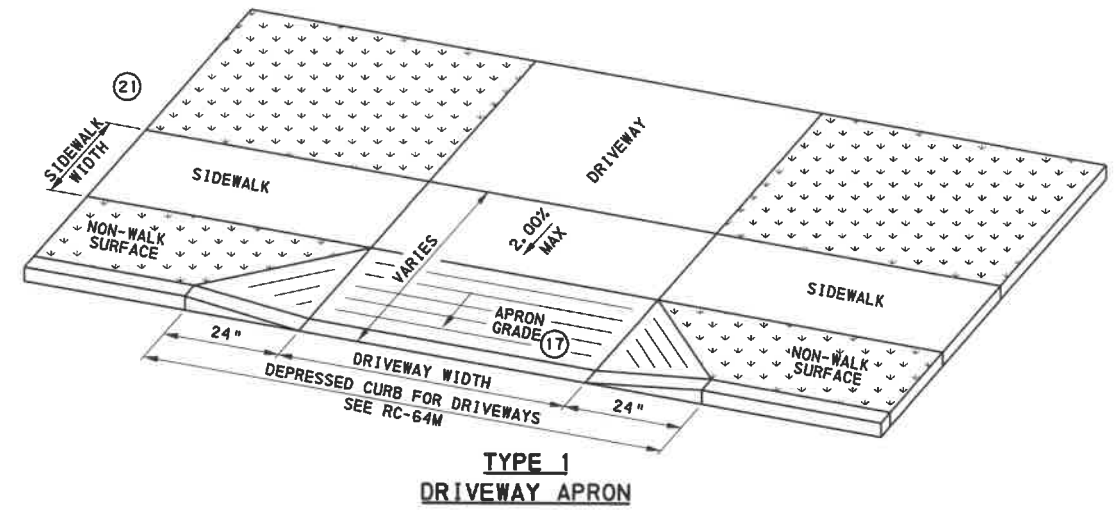 21
SIDEWALK
WIDTH
SIDEWALK
DRIVEWAY
NON-WALK
SURFACE
VARIES
2.00%
MAX
SIDEWALK
APRON
GRADE 17
NON-WALK
SURFACE
24"
DRIVEWAY WIDTH
24"
DEPRESSED CURB FOR DRIVEWAYS
SEE RC-64M
TYPE 1
DRIVEWAY APRON